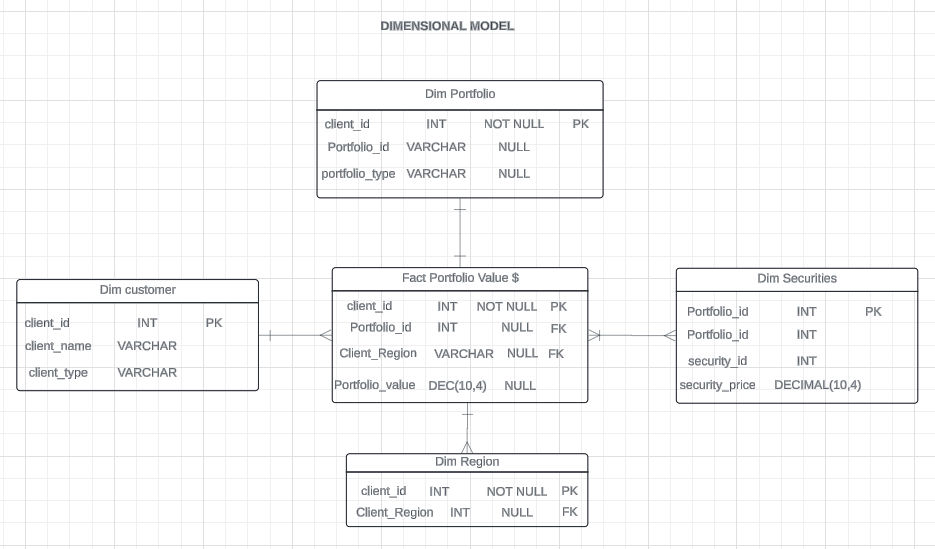 DIMENSIONAL MODEL
Dim Portfolio
client_id INT NOT NULL PK
Portfolio_id VARCHAR NULL
portfolio_type VARCHAR NULL
Dim customer
client_id INT PK
client_name VARCHAR
client_type VARCHAR
Fact Portfolio Value $
client_id INT NOT NULL PK
Portfolio_id INT NULL FK
Client_Region VARCHAR NULL FK
Portfolio_value DEC(10,4) NULL
Dim Securities
Portfolio_id INT PK
Portfolio_id INT
security_id INT
security_price DECIMAL(10,4)
Dim Region
client_id INT NOT NULL PK
Client_Region INT NULL FK